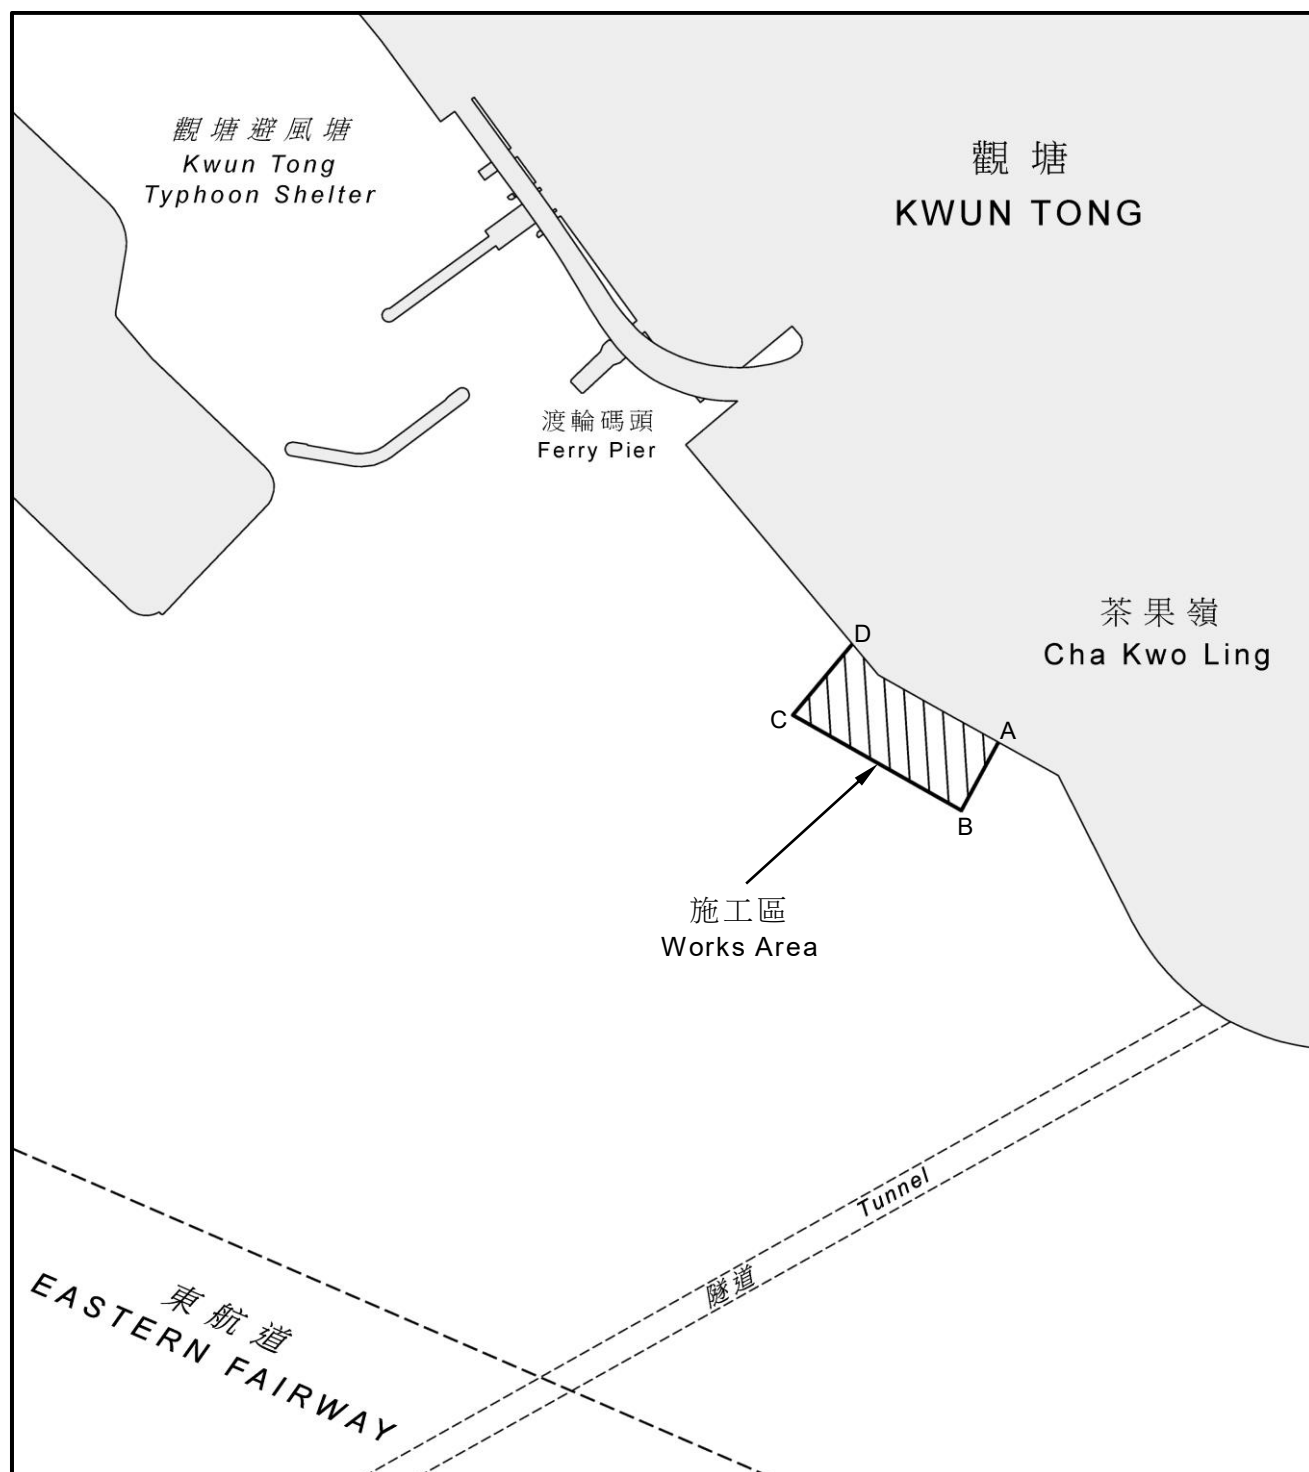 觀塘避風塘
Kwun Tong
Typhoon Shelter
觀塘
KWUN TONG
渡輪碼頭
Ferry Pier
茶果嶺
Cha Kwo Ling
D
C
A
B
施工區
Works Area
Tunnel
隧道
東航道
EASTERN FAIRWAY